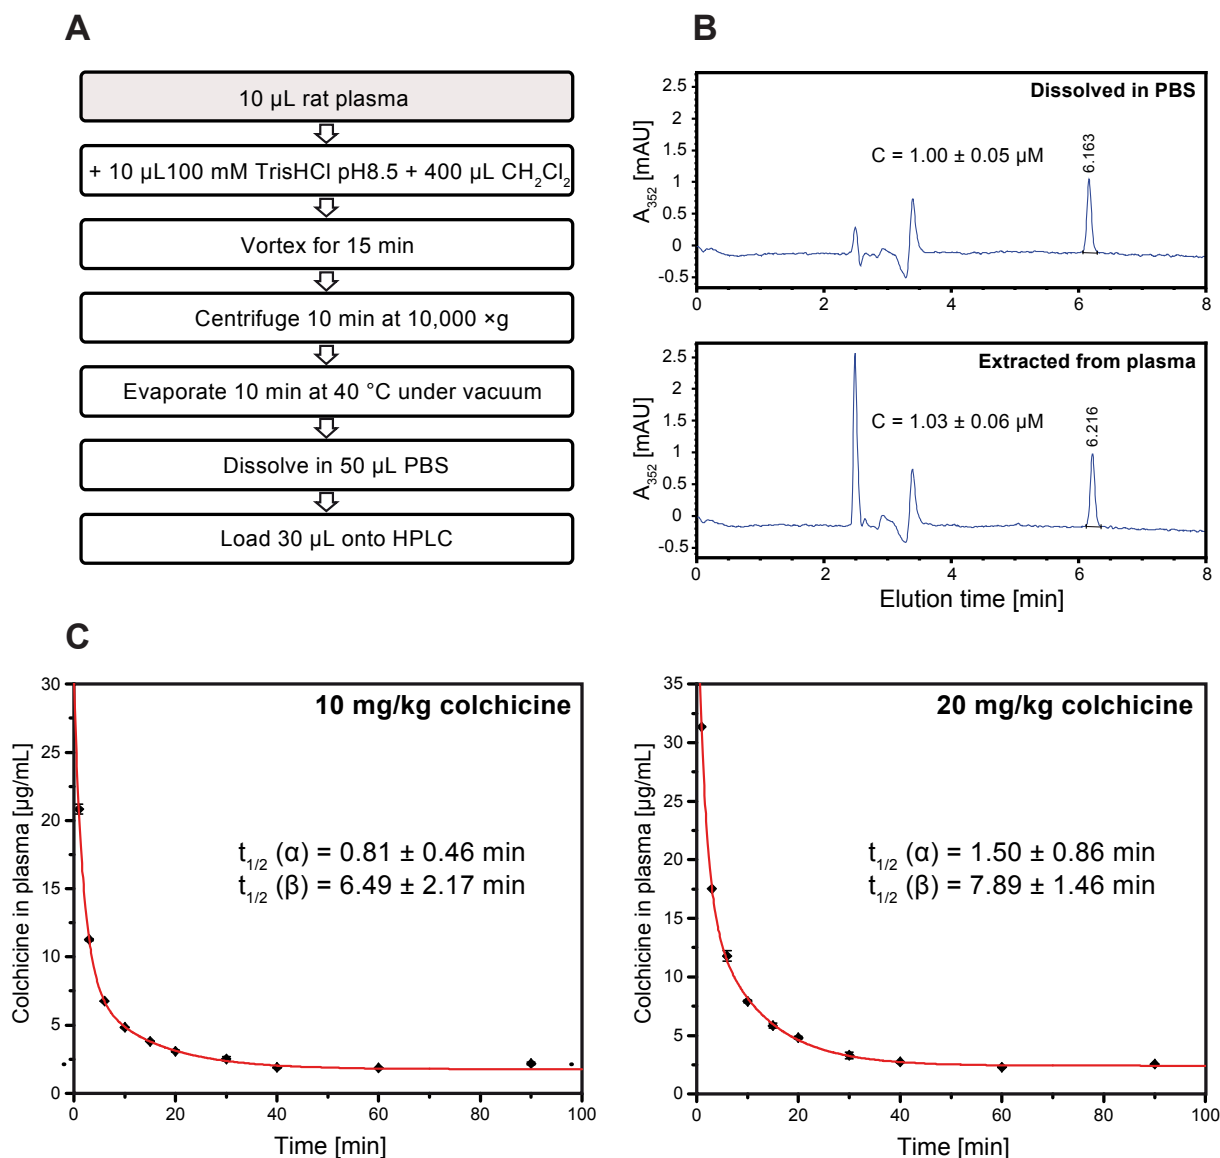 A
10 µL rat plasma
+ 10 µL100 mM TrisHCl pH8.5 + 400 µL CH₂Cl₂
Vortex for 15 min
Centrifuge 10 min at 10,000 ×g
Evaporate 10 min at 40 °C under vacuum
Dissolve in 50 µL PBS
Load 30 µL onto HPLC
B
Dissolved in PBS
C = 1.00 ± 0.05 µM
6.163
A₃₅₂ [mAU]
2.5
2
1.5
1
0.5
0
-0.5
0 2 4 6 8
Extracted from plasma
C = 1.03 ± 0.06 µM
6.216
A₃₅₂ [mAU]
2.5
2
1.5
1
0.5
0
-0.5
0 2 4 6 8
Elution time [min]
C
10 mg/kg colchicine
t₁/₂ (α) = 0.81 ± 0.46 min
t₁/₂ (β) = 6.49 ± 2.17 min
Colchicine in plasma [µg/mL]
30
25
20
15
10
5
0
0 20 40 60 80 100
Time [min]
20 mg/kg colchicine
t₁/₂ (α) = 1.50 ± 0.86 min
t₁/₂ (β) = 7.89 ± 1.46 min
Colchicine in plasma [µg/mL]
35
30
25
20
15
10
5
0
0 20 40 60 80 100
Time [min]